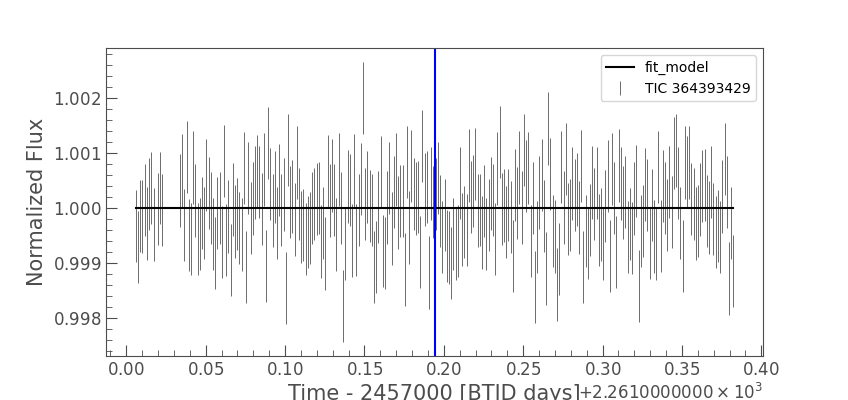 fit_model
TIC 364393429
1.002
1.001
1.000
0.999
0.998
Normalized Flux
0.00 0.05 0.10 0.15 0.20 0.25 0.30 0.35 0.40
Time - 2457000 [BTJD days]
+2.2610000000 × 10³